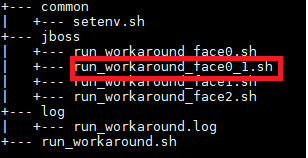 +--- common
|    +--- setenv.sh
+--- jboss
|    +--- run_workaround_face0.sh
|    +--- run_workaround_face0_1.sh
|    +--- run_workaround_face1.sh
|    +--- run_workaround_face2.sh
+--- log
|    +--- run_workaround.log
+--- run_workaround.sh